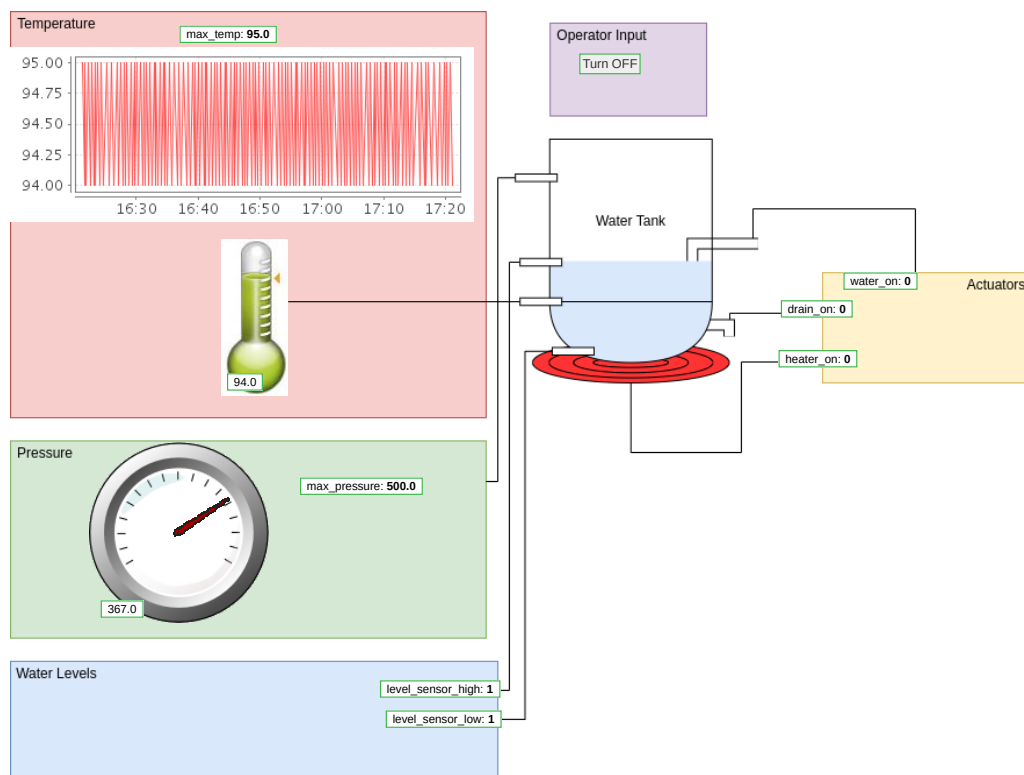 Temperature
max_temp: 95.0
95.00
94.75
94.50
94.25
94.00
16:30 16:40 16:50 17:00 17:10 17:20
94.0
Operator Input
Turn OFF
Water Tank
Actuators
water_on: 0
drain_on: 0
heater_on: 0
Pressure
max_pressure: 500.0
367.0
Water Levels
level_sensor_high: 1
level_sensor_low: 1